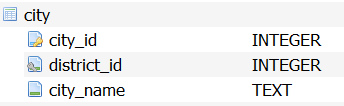 city
city_id INTEGER
district_id INTEGER
city_name TEXT